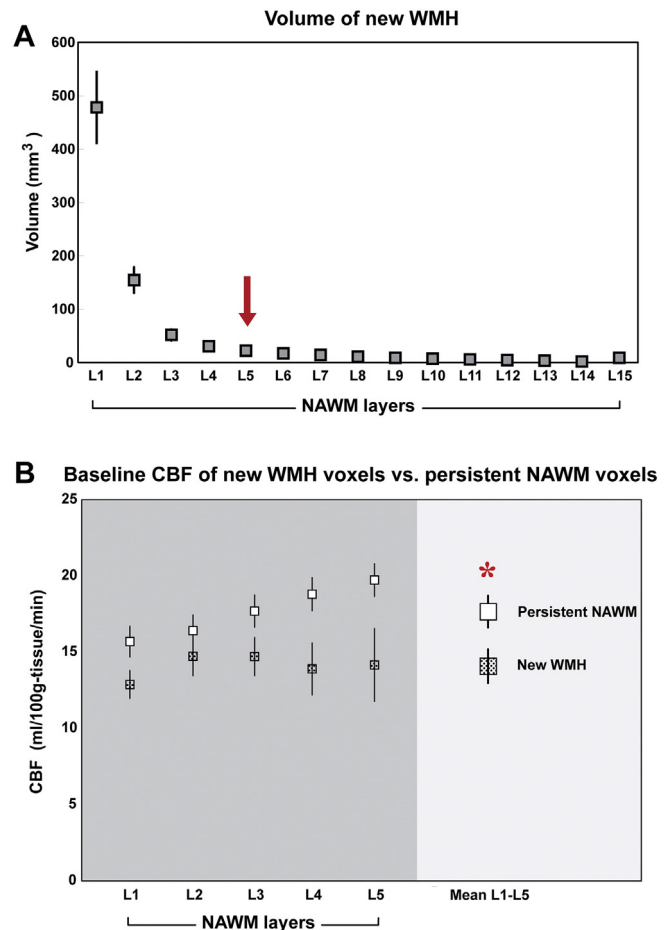 A
Volume of new WMH
600
500
400
300
200
100
0
Volume (mm³)
L1 L2 L3 L4 L5 L6 L7 L8 L9 L10 L11 L12 L13 L14 L15
NAWM layers
B
Baseline CBF of new WMH voxels vs. persistent NAWM voxels
25
20
15
10
5
0
CBF (ml/100g-tissue/min)
*
Persistent NAWM
New WMH
L1 L2 L3 L4 L5 Mean L1-L5
NAWM layers